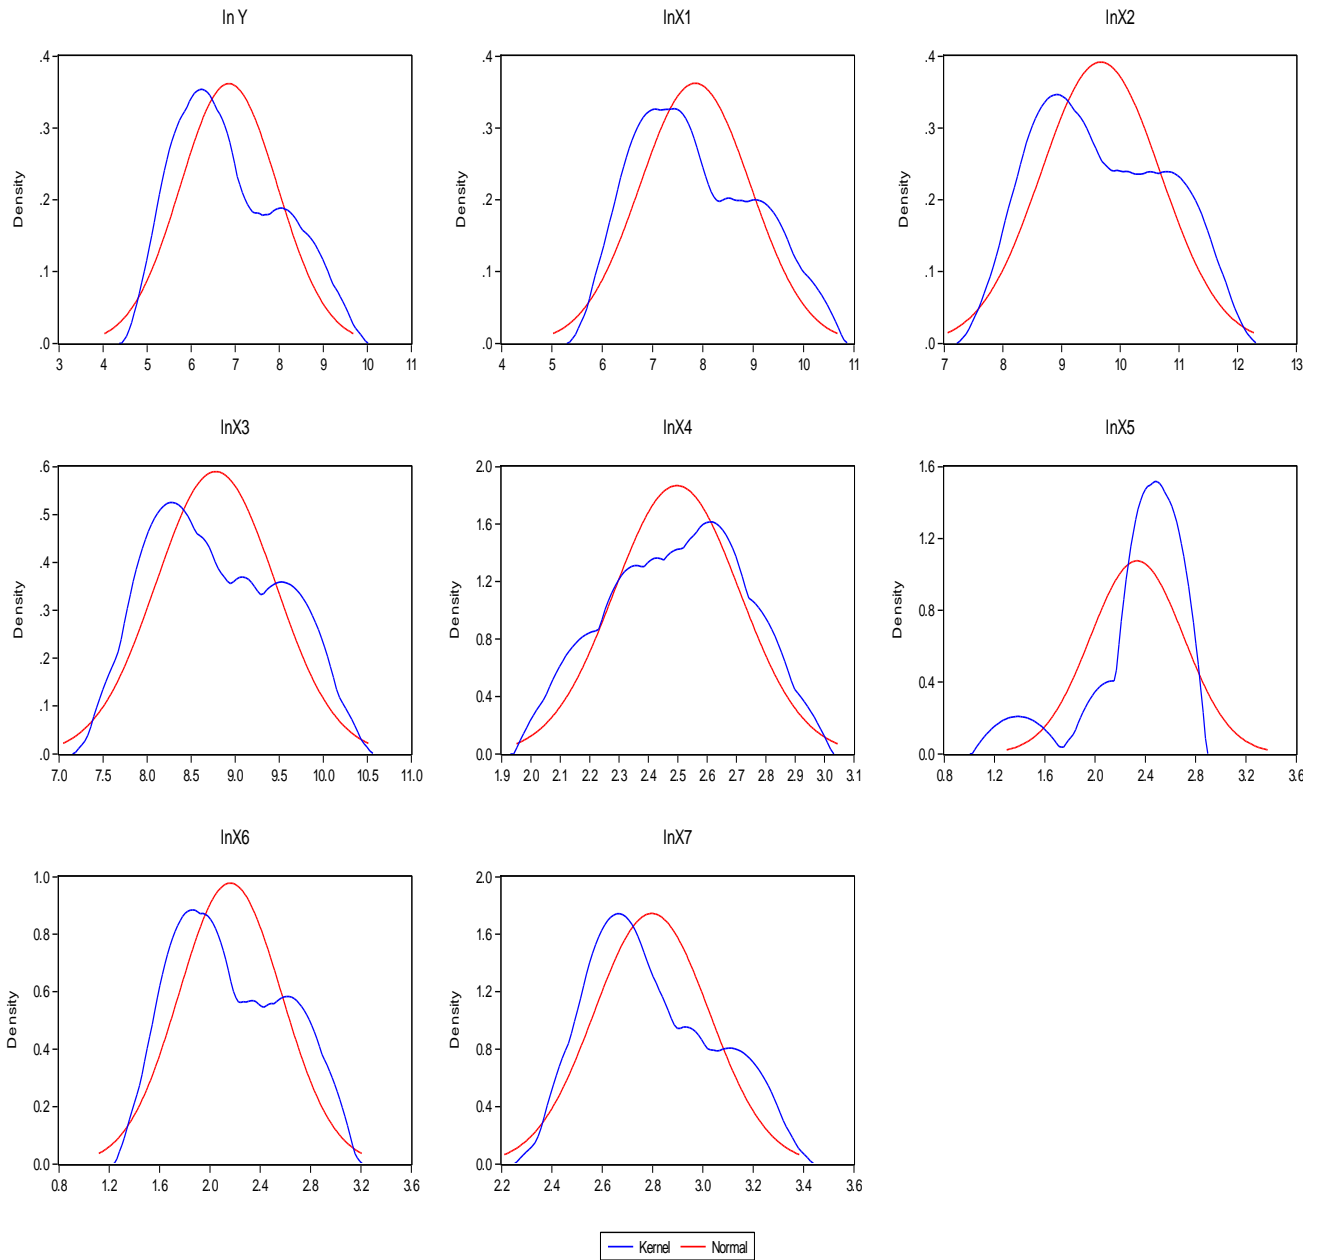 ln Y
.4
.3
.2
.1
.0
Density
3 4 5 6 7 8 9 10 11
lnX1
.4
.3
.2
.1
.0
Density
4 5 6 7 8 9 10 11
lnX2
.4
.3
.2
.1
.0
Density
7 8 9 10 11 12 13
lnX3
.6
.5
.4
.3
.2
.1
.0
Density
7.0 7.5 8.0 8.5 9.0 9.5 10.0 10.5 11.0
lnX4
2.0
1.6
1.2
0.8
0.4
0.0
Density
1.9 2.0 2.1 2.2 2.3 2.4 2.5 2.6 2.7 2.8 2.9 3.0 3.1
lnX5
1.6
1.2
0.8
0.4
0.0
Density
0.8 1.2 1.6 2.0 2.4 2.8 3.2 3.6
lnX6
1.0
0.8
0.6
0.4
0.2
0.0
Density
0.8 1.2 1.6 2.0 2.4 2.8 3.2 3.6
lnX7
2.0
1.6
1.2
0.8
0.4
0.0
Density
2.2 2.4 2.6 2.8 3.0 3.2 3.4 3.6
Kernel Normal